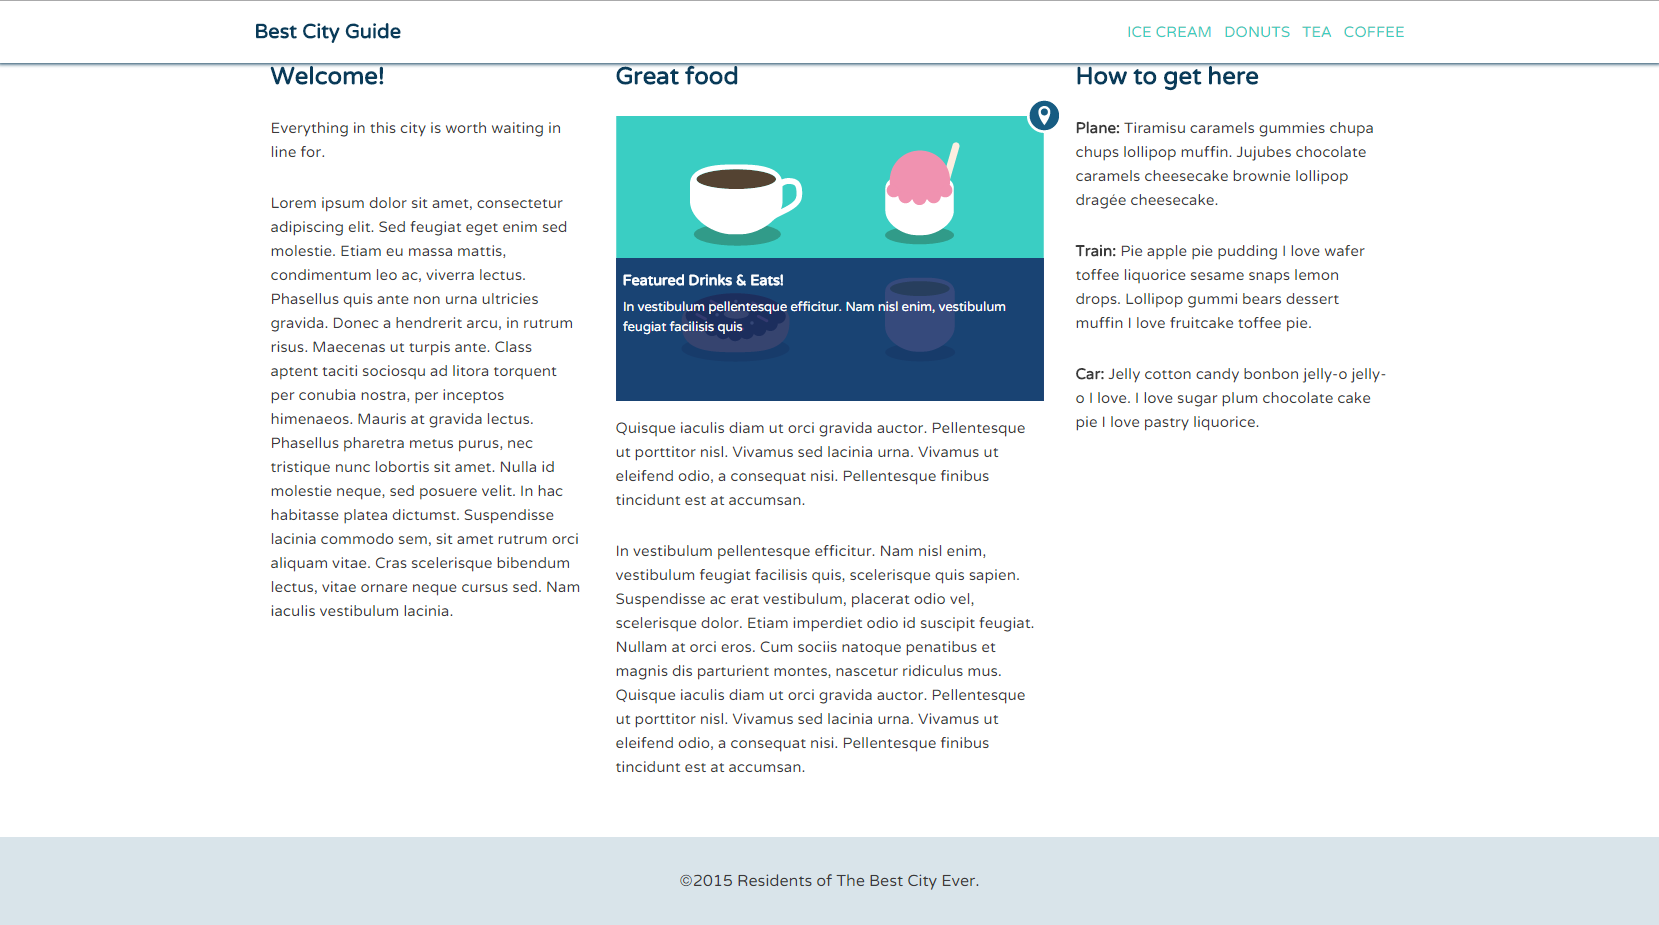 Best City Guide
ICE CREAM DONUTS TEA COFFEE
Welcome!
Everything in this city is worth waiting in
line for.
Lorem ipsum dolor sit amet, consectetur
adipiscing elit. Sed feugiat eget enim sed
molestie. Etiam eu massa mattis,
condimentum leo ac, viverra lectus.
Phasellus quis ante non urna ultricies
gravida. Donec a hendrerit arcu, in rutrum
risus. Maecenas ut turpis ante. Class
aptent taciti sociosqu ad litora torquent
per conubia nostra, per inceptos
himenaeos. Mauris at gravida lectus.
Phasellus pharetra metus purus, nec
tristique nunc lobortis sit amet. Nulla id
molestie neque, sed posuere velit. In hac
habitasse platea dictumst. Suspendisse
lacinia commodo sem, sit amet rutrum orci
aliquam vitae. Cras scelerisque bibendum
lectus, vitae ornare neque cursus sed. Nam
iaculis vestibulum lacinia.
Great food
Featured Drinks & Eats!
In vestibulum pellentesque efficitur. Nam nisl enim, vestibulum
feugiat facilisis quis
Quisque iaculis diam ut orci gravida auctor. Pellentesque
ut porttitor nisl. Vivamus sed lacinia urna. Vivamus ut
eleifend odio, a consequat nisi. Pellentesque finibus
tincidunt est at accumsan.
In vestibulum pellentesque efficitur. Nam nisl enim,
vestibulum feugiat facilisis quis, scelerisque quis sapien.
Suspendisse ac erat vestibulum, placerat odio vel,
scelerisque dolor. Etiam imperdiet odio id suscipit feugiat.
Nullam at orci eros. Cum sociis natoque penatibus et
magnis dis parturient montes, nascetur ridiculus mus.
Quisque iaculis diam ut orci gravida auctor. Pellentesque
ut porttitor nisl. Vivamus sed lacinia urna. Vivamus ut
eleifend odio, a consequat nisi. Pellentesque finibus
tincidunt est at accumsan.
How to get here
Plane: Tiramisu caramels gummies chupa
chups lollipop muffin. Jujubes chocolate
caramels cheesecake brownie lollipop
dragée cheesecake.
Train: Pie apple pie pudding I love wafer
toffee liquorice sesame snaps lemon
drops. Lollipop gummi bears dessert
muffin I love fruitcake toffee pie.
Car: Jelly cotton candy bonbon jelly-o jelly-
o I love. I love sugar plum chocolate cake
pie I love pastry liquorice.
©2015 Residents of The Best City Ever.